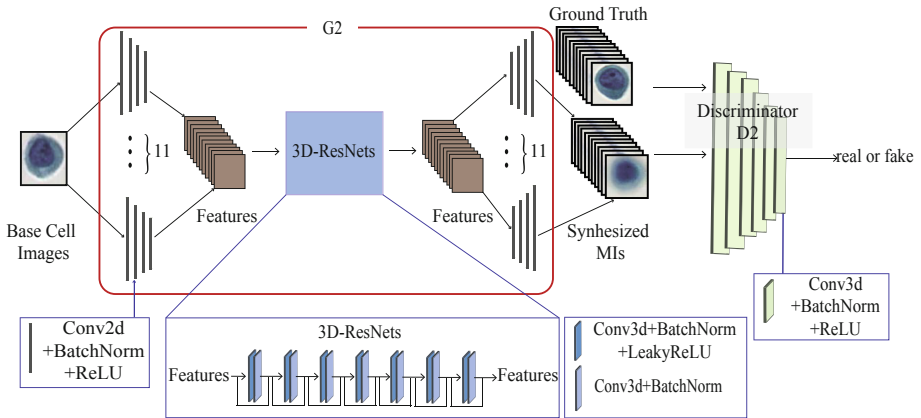 G2
Ground Truth
11
3D-ResNets
11
Discriminator
D2
real or fake
Base Cell
Images
Features
Features
Synhesized
MIs
Conv2d
+BatchNorm
+ReLU
3D-ResNets
Features
Features
Conv3d+BatchNorm
+LeakyReLU
Conv3d+BatchNorm
Conv3d
+BatchNorm
+ReLU